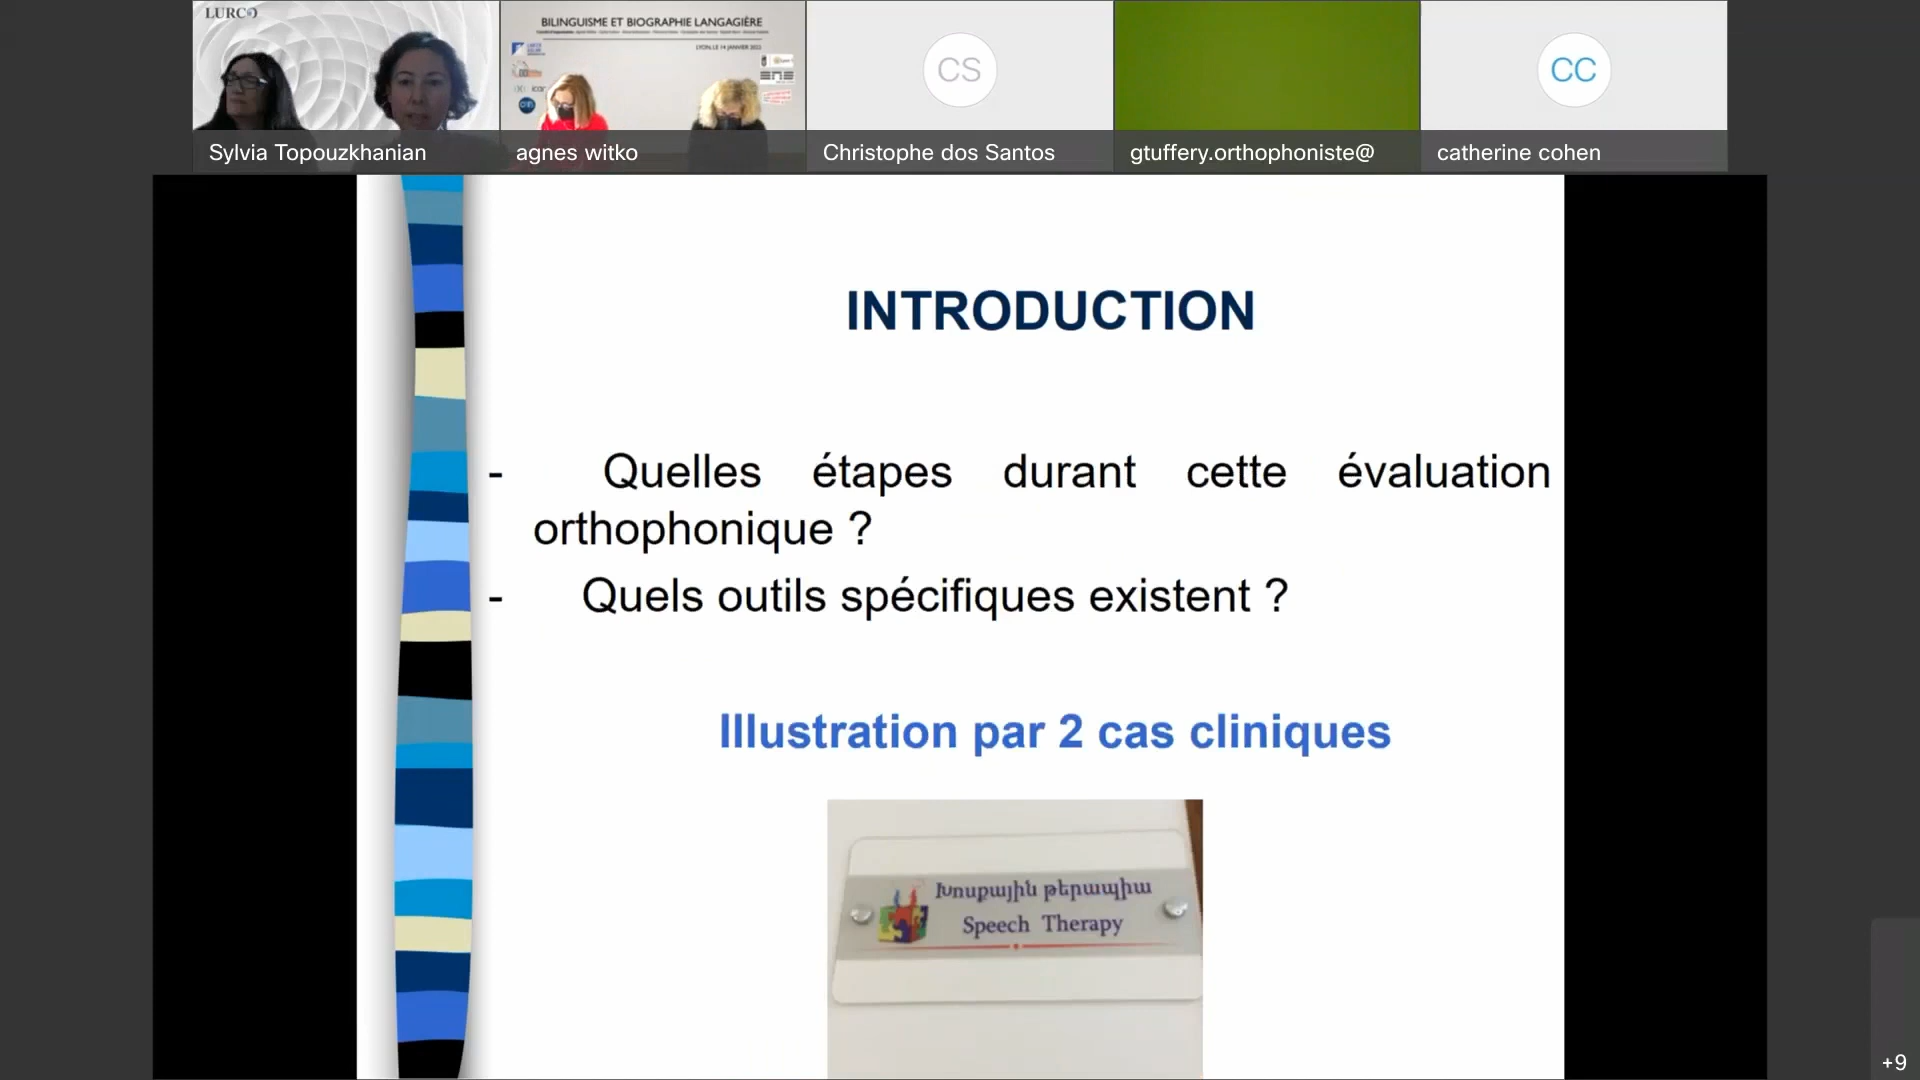 LURCO
BILINGUISME ET BIOGRAPHIE LANGAGIÈRE
LYON, LE 14 JANVIER 2022
CS
CC
Sylvia Topouzkhanian
agnes witko
Christophe dos Santos
gtuffery.orthophoniste@
catherine cohen
INTRODUCTION
- Quelles étapes durant cette évaluation
orthophonique ?
- Quels outils spécifiques existent ?
Illustration par 2 cas cliniques
Խոսքային թերապիա
Speech Therapy
+9